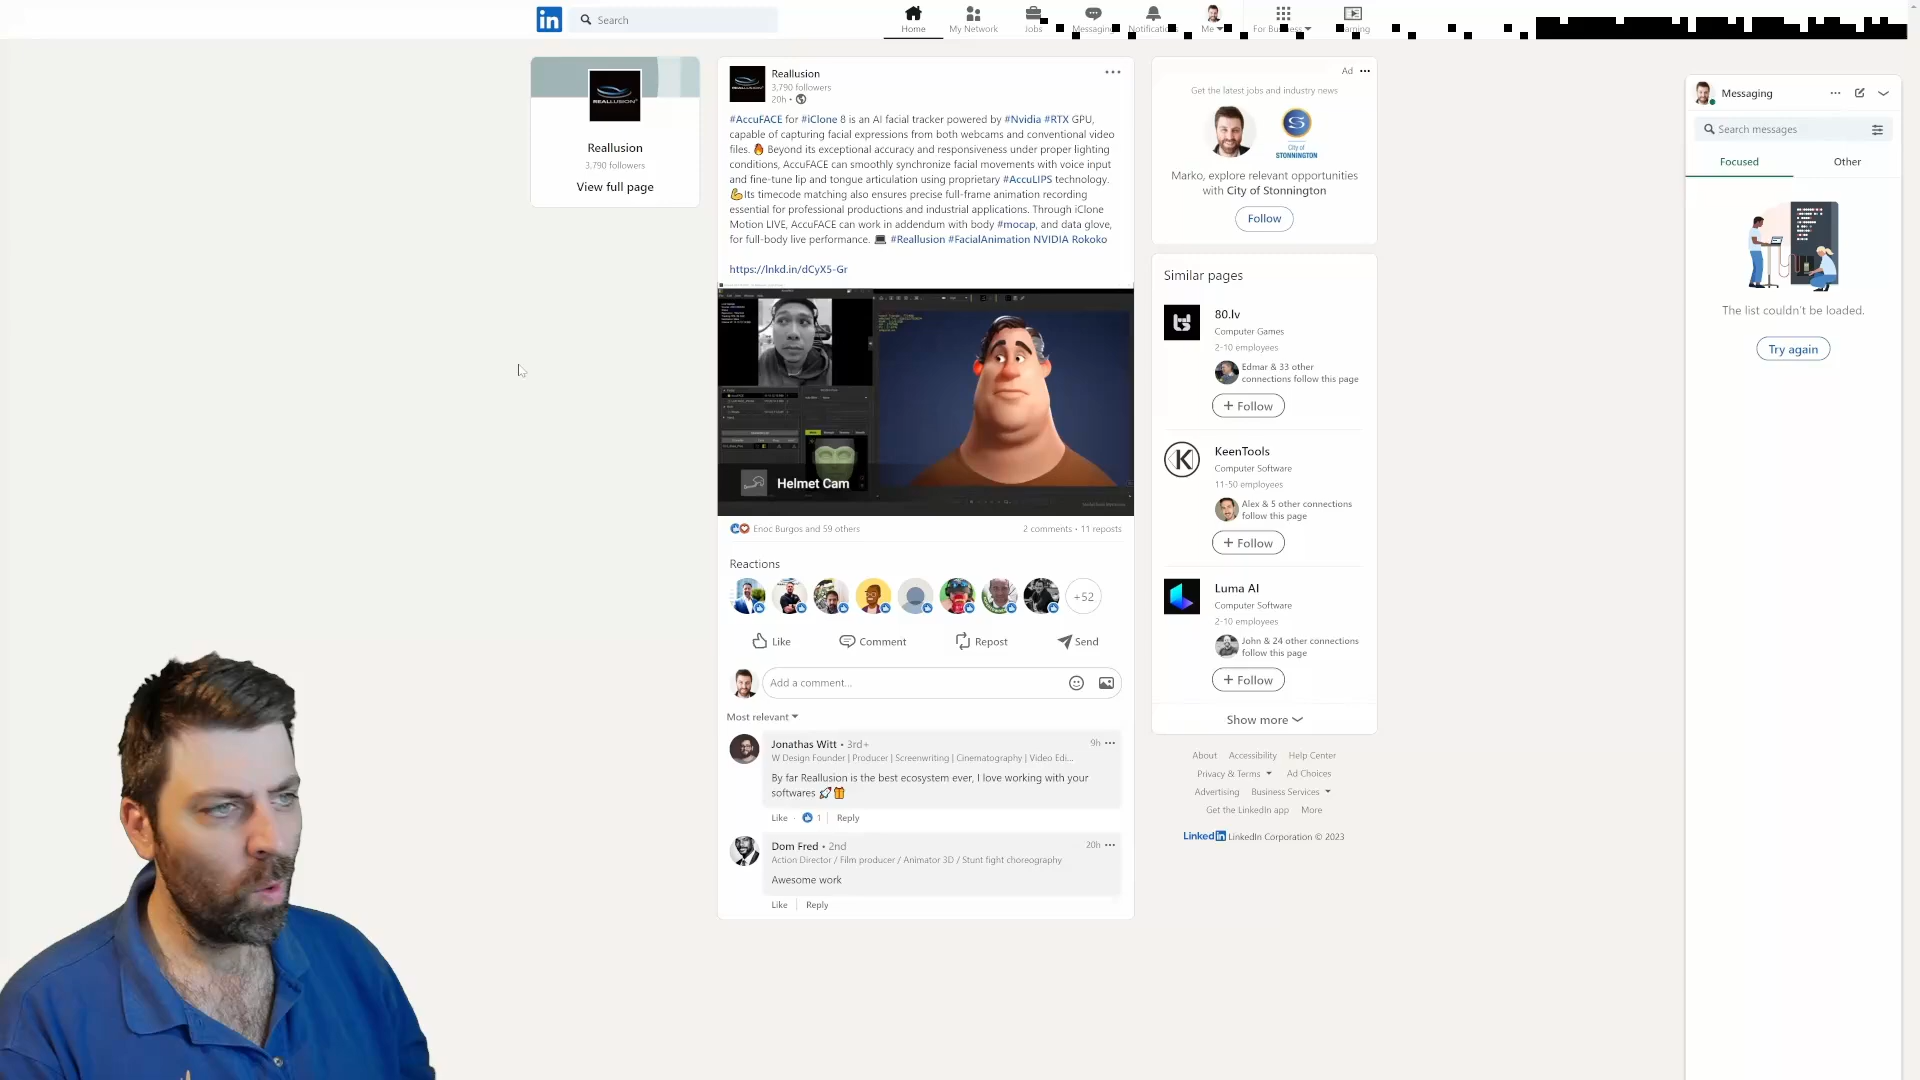 in
Search
Home
My Network
Jobs
Messaging
Me
Reallusion
3,790 followers
View full page
REALLUSION
Reallusion
3,790 followers
20h •
#AccuFACE for #iClone 8 is an AI facial tracker powered by #Nvidia #RTX GPU,
capable of capturing facial expressions from both webcams and conventional video
files. 🔥 Beyond its exceptional accuracy and responsiveness under proper lighting
conditions, AccuFACE can smoothly synchronize facial movements with voice input
and fine-tune lip and tongue articulation using proprietary #AccuLIPS technology.
💪Its timecode matching also ensures precise full-frame animation recording
essential for professional productions and industrial applications. Through iClone
Motion LIVE, AccuFACE can work in addendum with body #mocap, and data glove,
for full-body live performance. 💻 #Reallusion #FacialAnimation NVIDIA Rokoko
https://lnkd.in/dCyX5-Gr
Helmet Cam
Enoc Burgos and 59 others
2 comments • 11 reposts
Reactions
+52
Like
Comment
Repost
Send
Add a comment...
Most relevant
Jonathas Witt • 3rd+
9h
W Design Founder | Producer | Screenwriting | Cinematography | Video Edi...
By far Reallusion is the best ecosystem ever, I love working with your
softwares 🚀🎁
Like · 1 | Reply
Dom Fred • 2nd
20h
Action Director / Film producer / Animator 3D / Stunt fight choreography
Awesome work
Like | Reply
Ad
Get the latest jobs and industry news
City of
STONNINGTON
Marko, explore relevant opportunities
with City of Stonnington
Follow
Similar pages
80.lv
Computer Games
2-10 employees
Edmar & 33 other
connections follow this page
+ Follow
KeenTools
Computer Software
11-50 employees
Alex & 5 other connections
follow this page
+ Follow
Luma AI
Computer Software
2-10 employees
John & 24 other connections
follow this page
+ Follow
Show more
About Accessibility Help Center
Privacy & Terms Ad Choices
Advertising Business Services
Get the LinkedIn app More
LinkedIn LinkedIn Corporation © 2023
Messaging
Search messages
Focused
Other
The list couldn't be loaded.
Try again